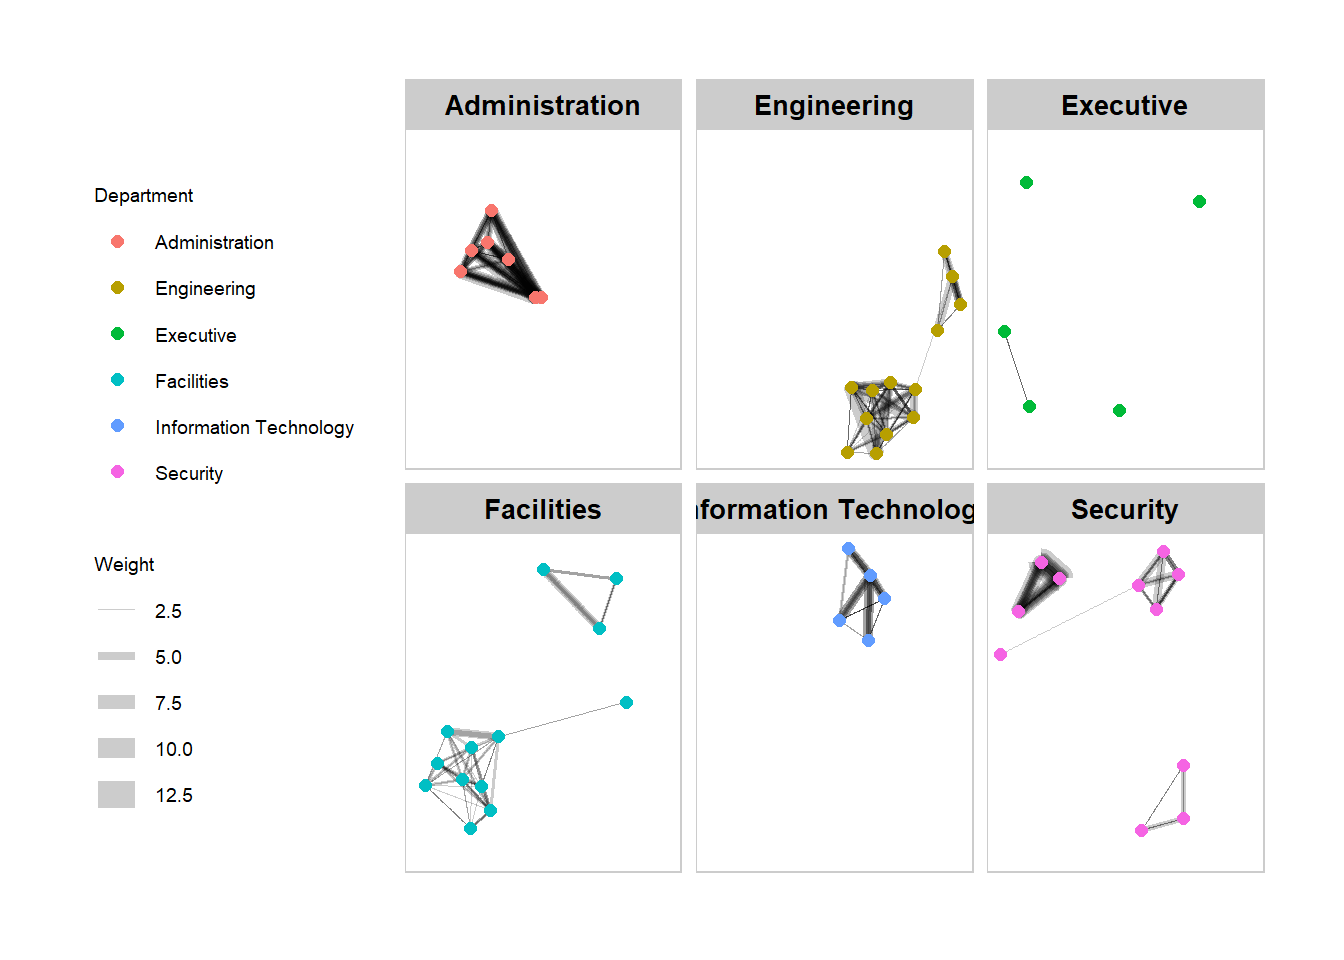 Administration
Engineering
Executive
Department
Administration
Engineering
Executive
Facilities
Information Technology
Security
Facilities
nformation Technolog
Security
Weight
2.5
5.0
7.5
10.0
12.5